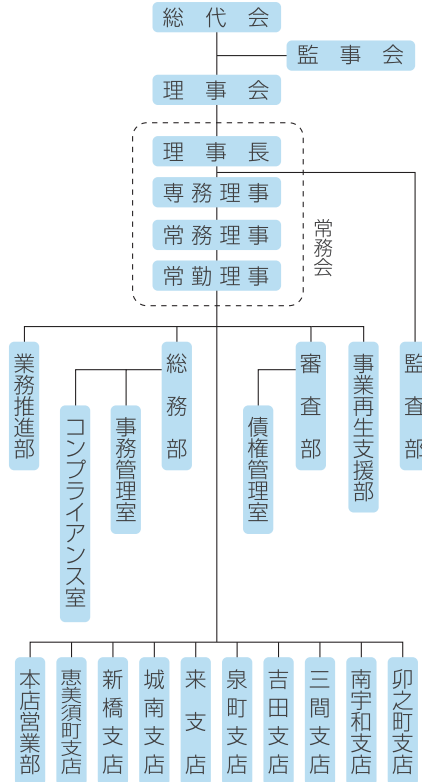 総代会
監事会
理事会
理事長
専務理事
常務理事
常勤理事
常務会
業務推進部
総務部
コンプライアンス室
事務管理室
審査部
債権管理室
事業再生支援部
監査部
本店営業部
恵美須町支店
新橋支店
城南支店
来支店
泉町支店
吉田支店
三間支店
南宇和支店
卯之町支店